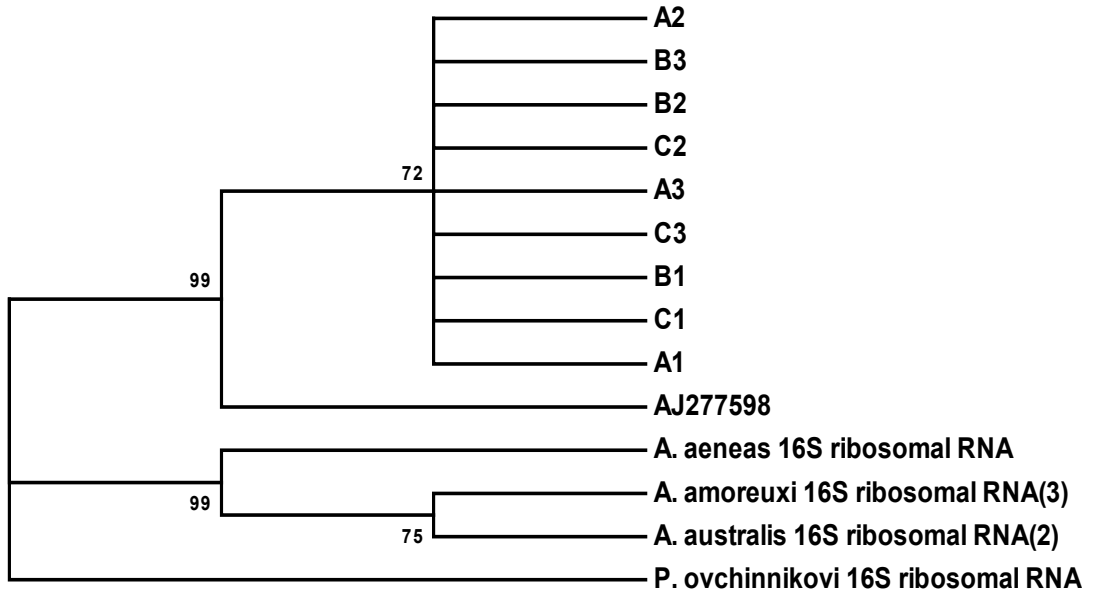 A2
B3
B2
C2
72
A3
C3
B1
99
C1
A1
AJ277598
A. aeneas 16S ribosomal RNA
99
A. amoreuxi 16S ribosomal RNA(3)
75
A. australis 16S ribosomal RNA(2)
P. ovchinnikovi 16S ribosomal RNA